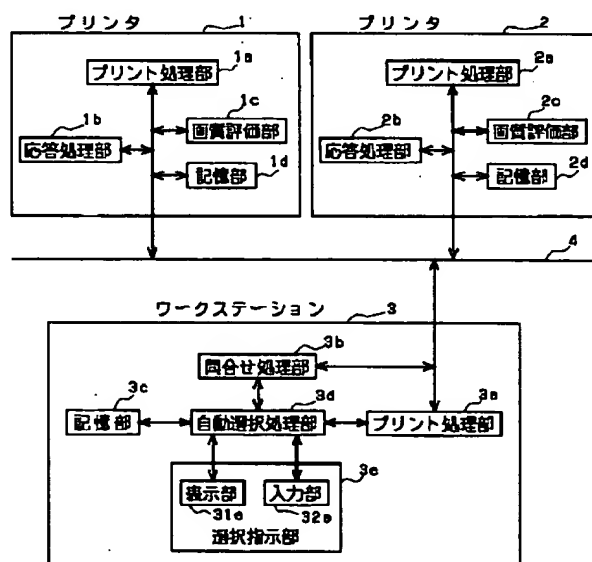 プリンタ 1
プリンタ 2
1a
プリント処理部
1b
応答処理部
1c
画質評価部
1d
記憶部
2a
プリント処理部
2b
応答処理部
2c
画質評価部
2d
記憶部
4
ワークステーション 3
3b
問合せ処理部
3c
記憶部
3d
自動選択処理部
3a
プリント処理部
3e
表示部
31e
入力部
32e
選択指示部